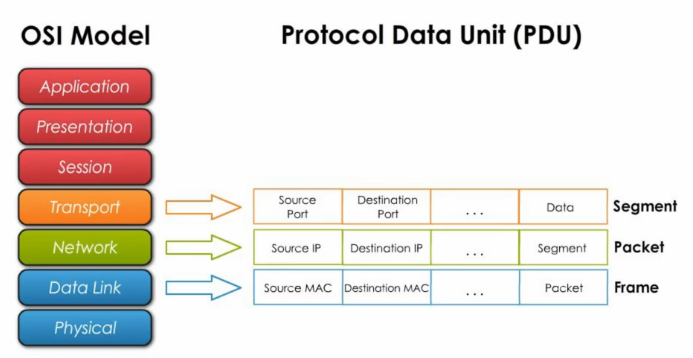 OSI Model
Protocol Data Unit (PDU)
Application
Presentation
Session
Transport
Source Port
Destination Port
. . .
Data
Segment
Network
Source IP
Destination IP
. . .
Segment
Packet
Data Link
Source MAC
Destination MAC
. . .
Packet
Frame
Physical